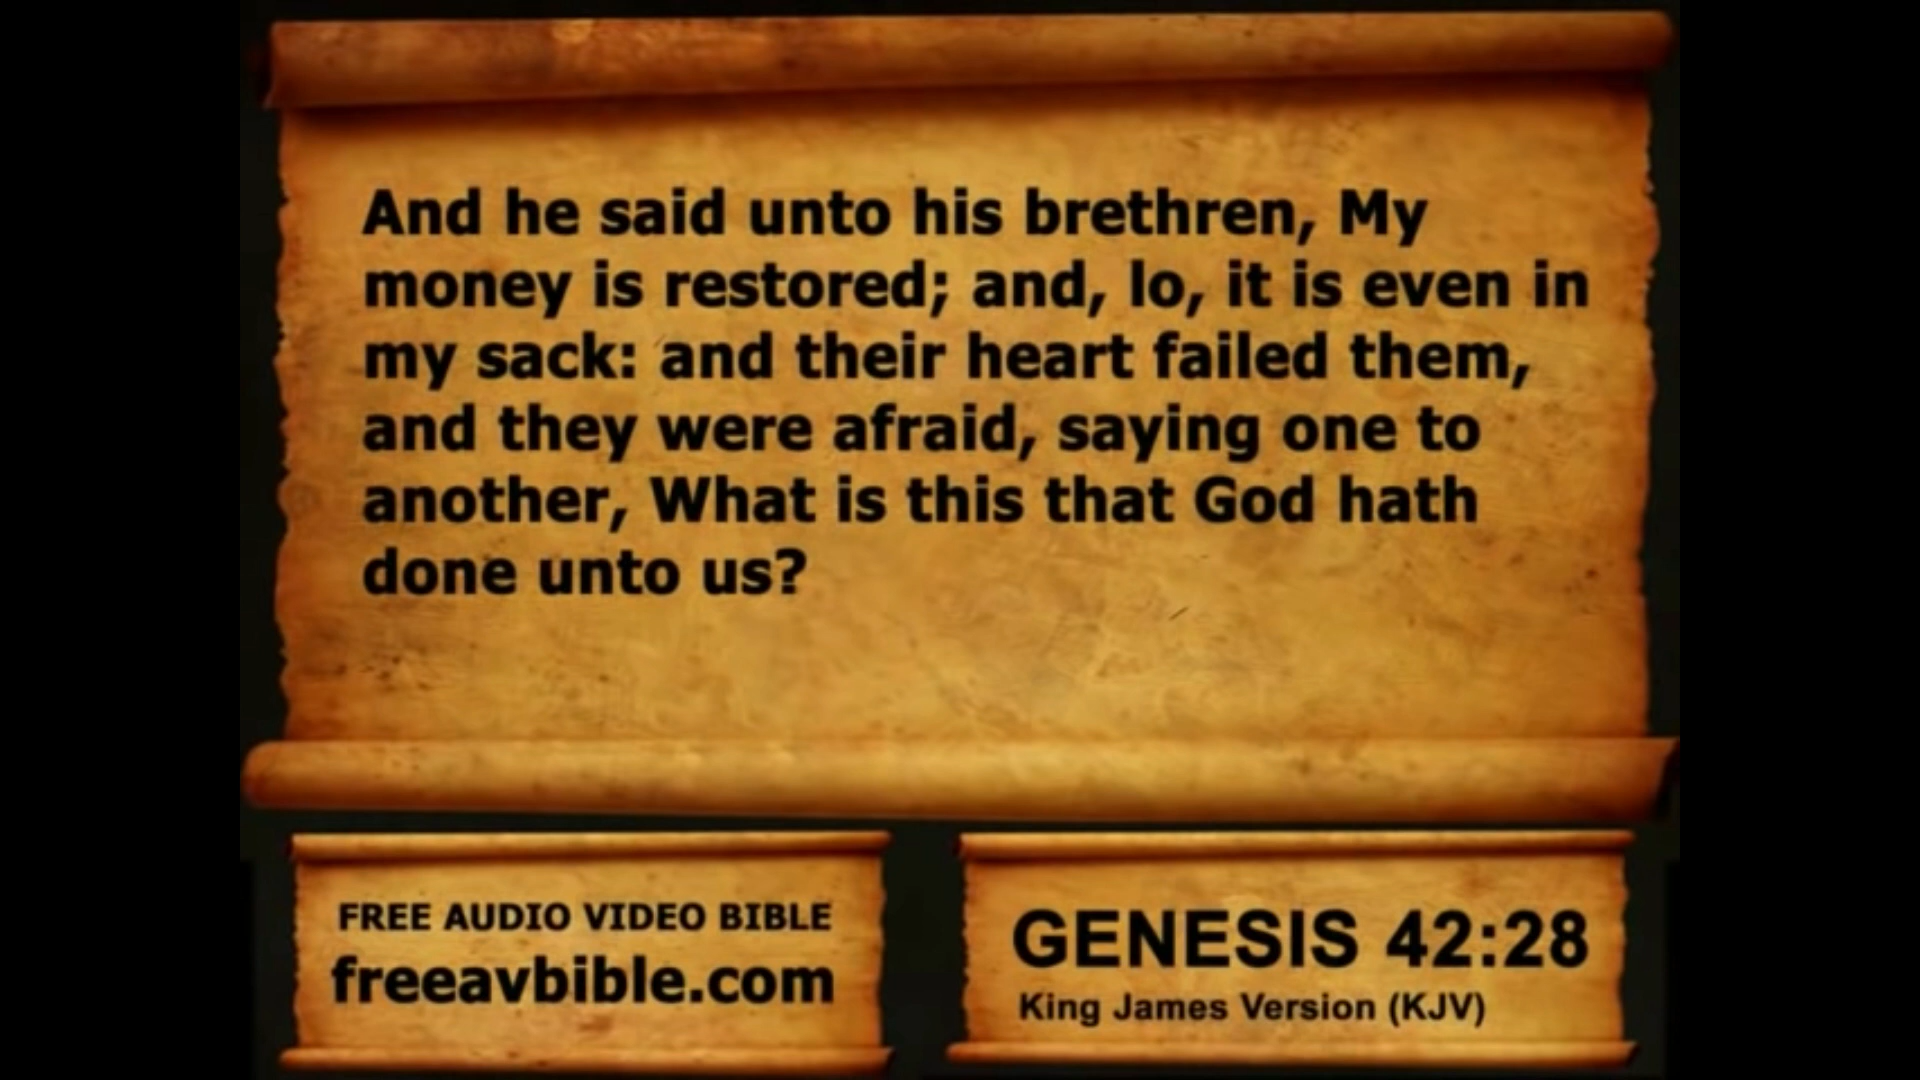 And he said unto his brethren, My
money is restored; and, lo, it is even in
my sack: and their heart failed them,
and they were afraid, saying one to
another, What is this that God hath
done unto us?
FREE AUDIO VIDEO BIBLE
freeavbible.com
GENESIS 42:28
King James Version (KJV)